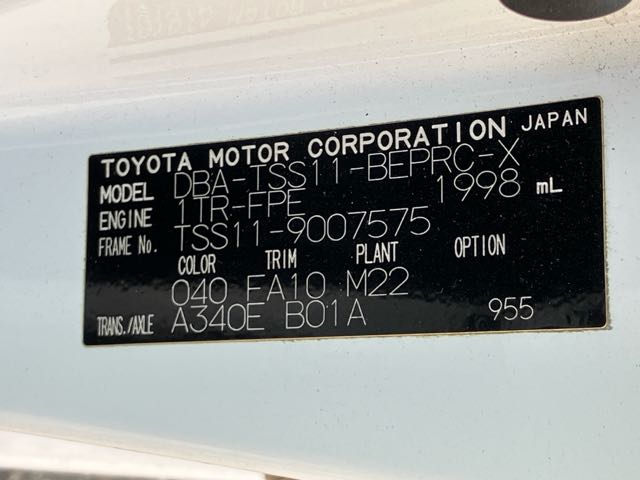 TOYOTA MOTOR CORPORATION JAPAN
MODEL DBA-TSS11-BEPRC-X
ENGINE 1TR-FPE 1998 mL
FRAME No. TSS11-9007575
COLOR TRIM PLANT OPTION
040 FA10 M22
TRANS./AXLE A340E B01A 955